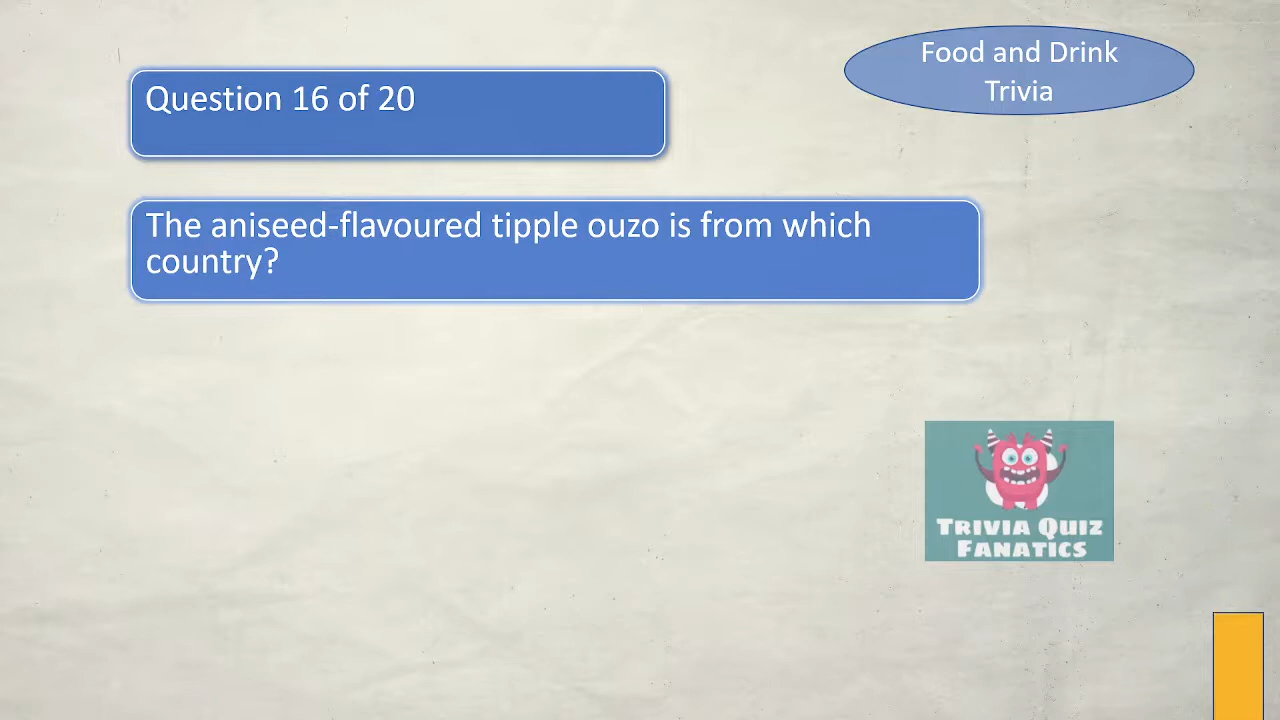 Food and Drink
Trivia
Question 16 of 20
The aniseed-flavoured tipple ouzo is from which
country?
TRIVIA QUIZ
FANATICS